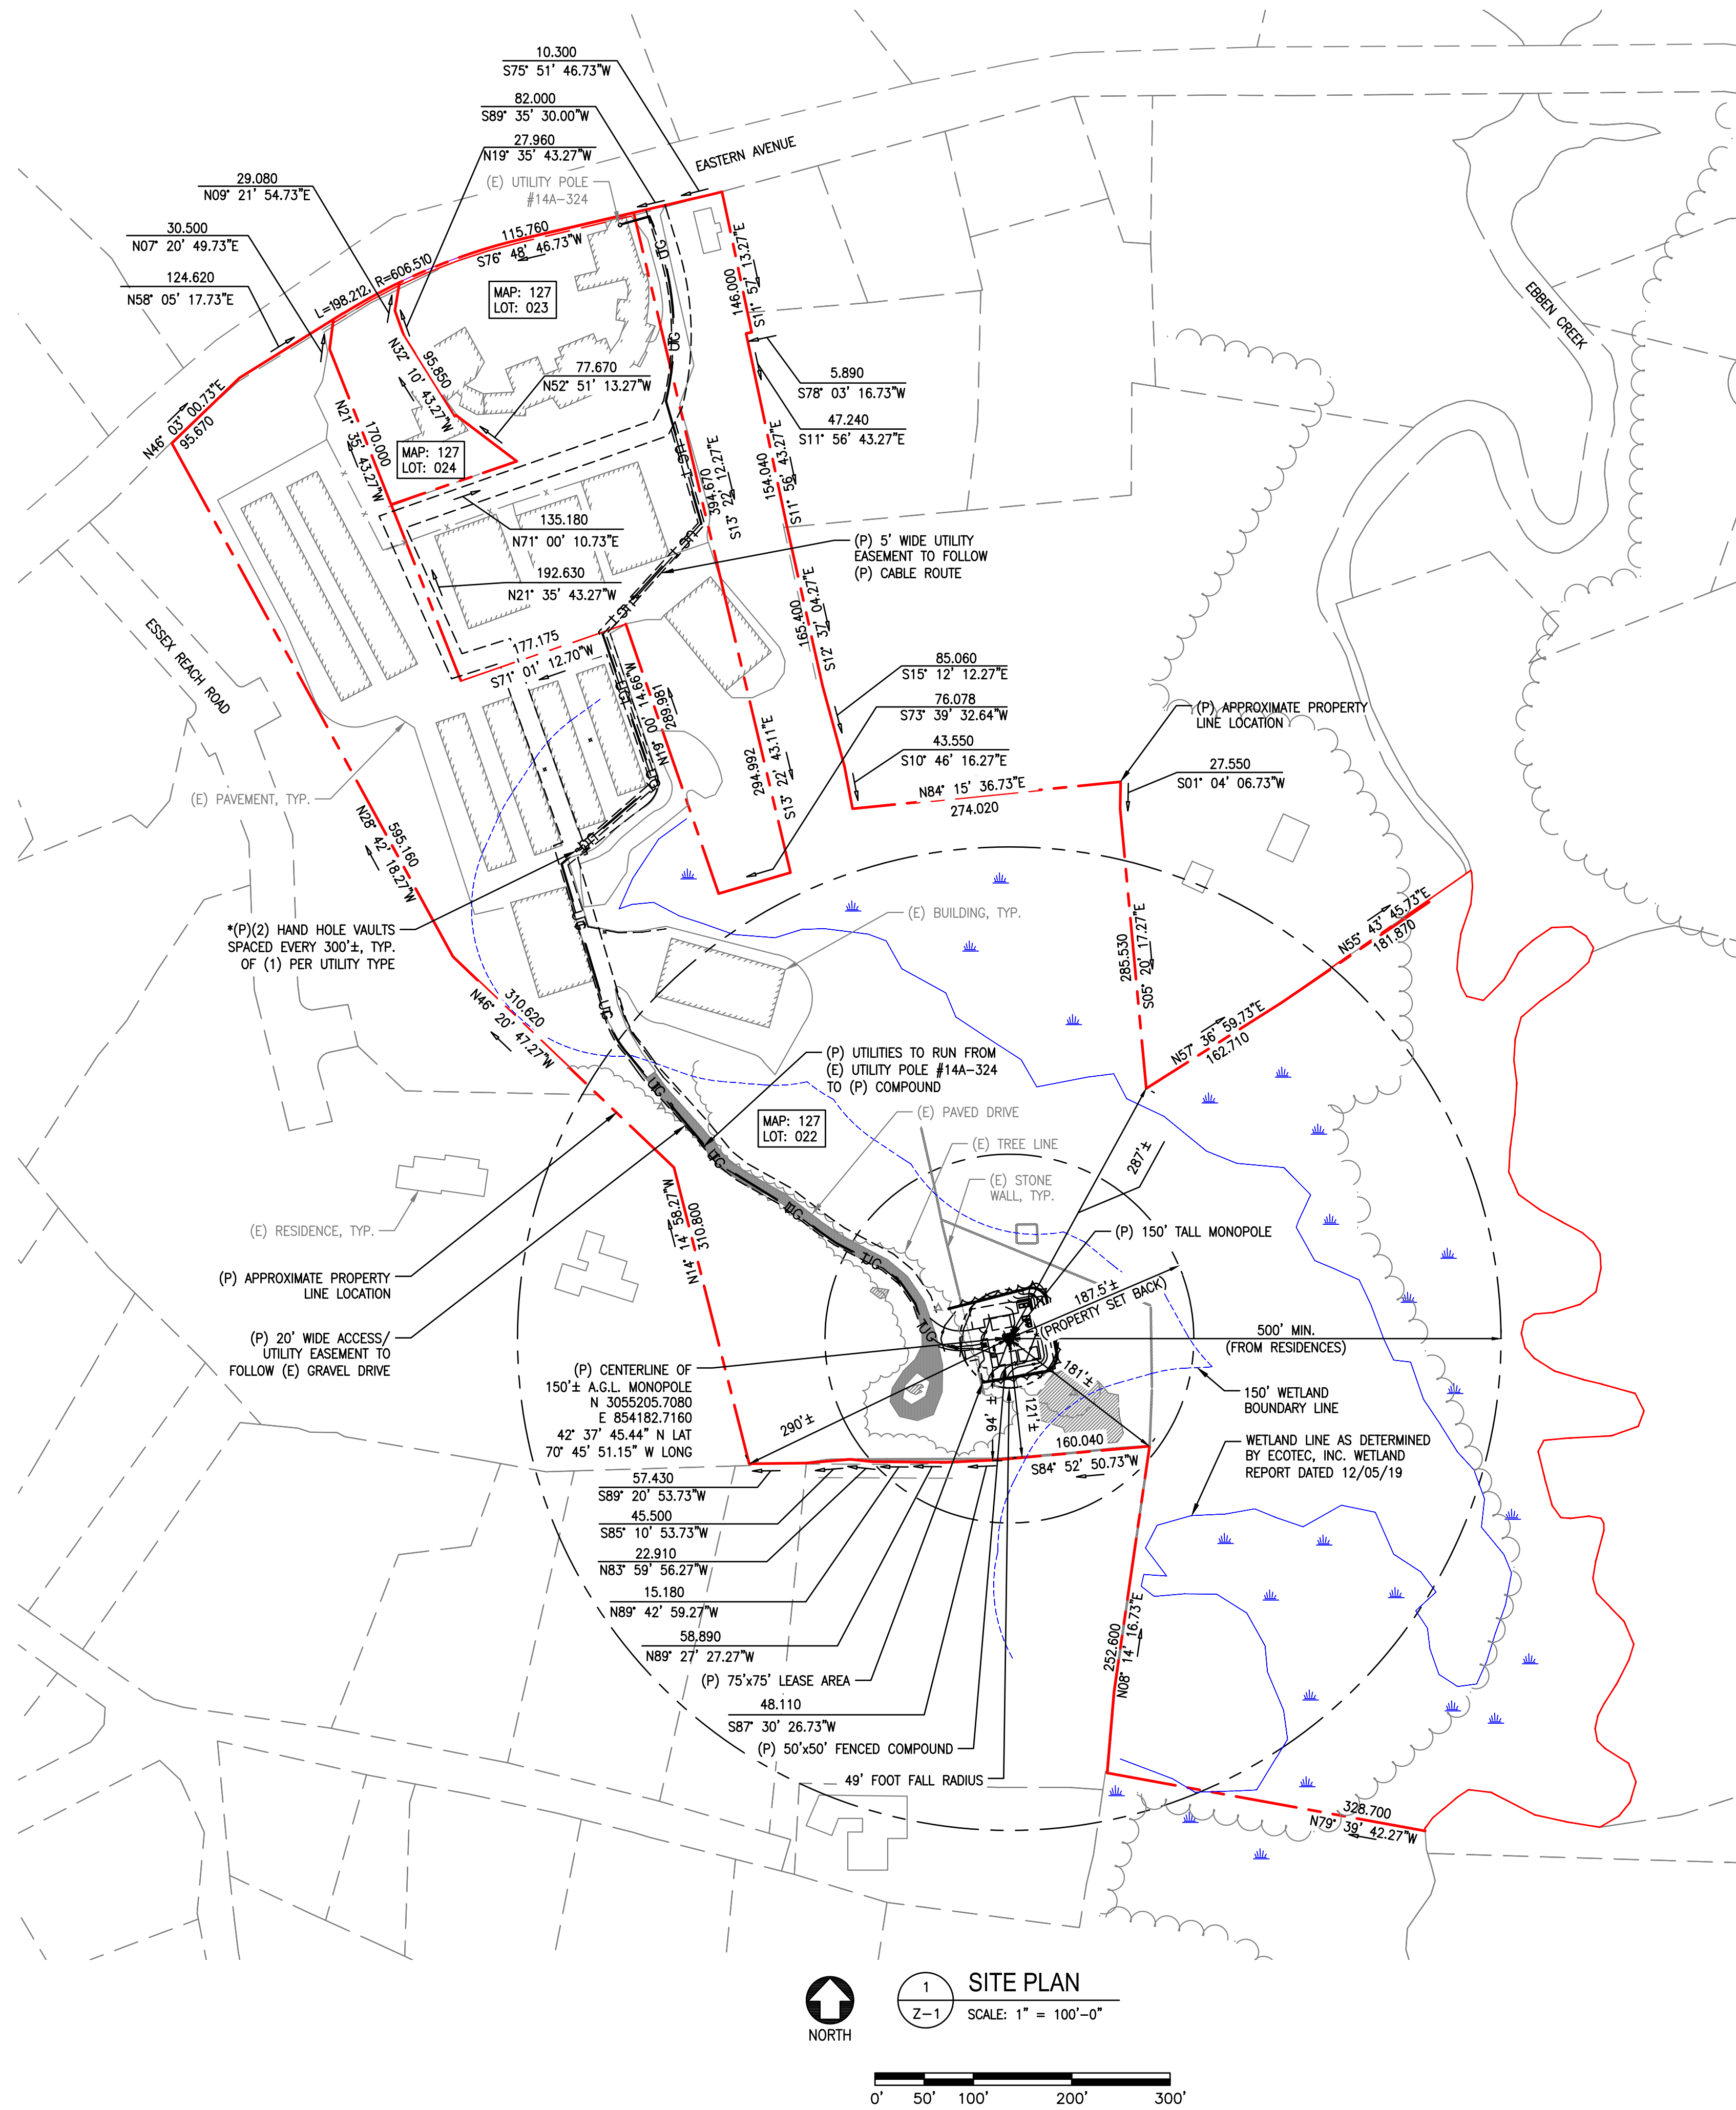 10.300
S75° 51' 46.73"W
82.000
S89° 35' 30.00"W
27.960
N19° 35' 43.27"W
(E) UTILITY POLE
#14A-324
EASTERN AVENUE
29.080
N09° 21' 54.73"E
30.500
N07° 20' 49.73"E
124.620
N58° 05' 17.73"E
L=198.212, R=606.510
115.760
S76° 48' 46.73"W
MAP: 127
LOT: 023
UG
146.000
S11° 57' 13.27"E
EBBEN CREEK
5.890
S78° 03' 16.73"W
47.240
S11° 56' 43.27"E
77.670
N52° 51' 13.27"W
95.850
N32° 10' 43.27"W
N46° 03' 00.73"E
95.670
170.000
N21° 35' 43.27"W
MAP: 127
LOT: 024
UG
394.670
S13° 22' 12.27"E
154.040
S11° 56' 43.27"E
135.180
N71° 00' 10.73"E
192.630
N21° 35' 43.27"W
(P) 5' WIDE UTILITY
EASEMENT TO FOLLOW
(P) CABLE ROUTE
165.400
S12° 37' 04.27"E
ESSEX REACH ROAD
177.175
S71° 01' 12.70"W
UG
N19° 00' 14.66"W
289.981
85.060
S15° 12' 12.27"E
76.078
S73° 39' 32.64"W
43.550
S10° 46' 16.27"E
(P) APPROXIMATE PROPERTY
LINE LOCATION
27.550
S01° 04' 06.73"W
N84° 15' 36.73"E
274.020
294.992
S13° 22' 43.11"E
UG
(E) PAVEMENT, TYP.
595.160
N28° 42' 18.27"W
UG
*(P)(2) HAND HOLE VAULTS
SPACED EVERY 300'±, TYP.
OF (1) PER UTILITY TYPE
UG
(E) BUILDING, TYP.
285.530
S05° 20' 17.27"E
N55° 43' 45.73"E
181.870
310.620
N46° 20' 47.27"W
UG
N57° 36' 59.73"E
162.710
(P) UTILITIES TO RUN FROM
(E) UTILITY POLE #14A-324
TO (P) COMPOUND
UG
MAP: 127
LOT: 022
(E) PAVED DRIVE
(E) TREE LINE
(E) STONE
WALL, TYP.
287'±
UG
(E) RESIDENCE, TYP.
310.800
N14° 14' 58.27"W
UG
(P) 150' TALL MONOPOLE
(P) APPROXIMATE PROPERTY
LINE LOCATION
UG
187.5'±
(PROPERTY SET BACK)
UG
500' MIN.
(FROM RESIDENCES)
(P) 20' WIDE ACCESS/
UTILITY EASEMENT TO
FOLLOW (E) GRAVEL DRIVE
(P) CENTERLINE OF
150'± A.G.L. MONOPOLE
N 3055205.7080
E 854182.7160
42° 37' 45.44" N LAT
70° 45' 51.15" W LONG
181'±
290'±
94' ±
121'±
150' WETLAND
BOUNDARY LINE
160.040
S84° 52' 50.73"W
WETLAND LINE AS DETERMINED
BY ECOTEC, INC. WETLAND
REPORT DATED 12/05/19
57.430
S89° 20' 53.73"W
45.500
S85° 10' 53.73"W
22.910
N83° 59' 56.27"W
15.180
N89° 42' 59.27"W
58.890
N89° 27' 27.27"W
(P) 75'x75' LEASE AREA
48.110
S87° 30' 26.73"W
(P) 50'x50' FENCED COMPOUND
49' FOOT FALL RADIUS
252.600
N08° 14' 16.73"E
328.700
N79° 39' 42.27"W
1
Z-1
SITE PLAN
SCALE: 1" = 100'-0"
NORTH
0' 50' 100' 200' 300'